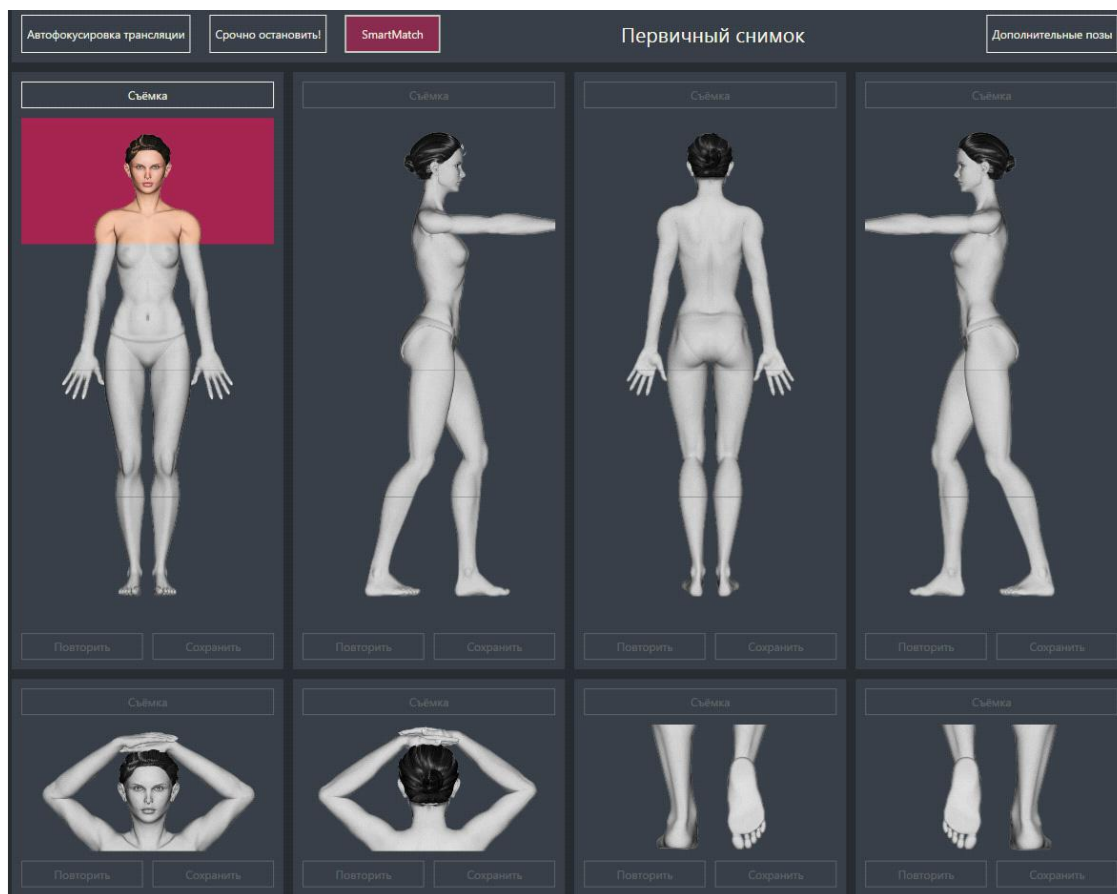 Автофокусировка трансляции
Срочно остановить!
SmartMatch
Первичный снимок
Дополнительные позы
Съёмка
Съёмка
Съёмка
Съёмка
Повторить
Сохранить
Повторить
Сохранить
Повторить
Сохранить
Повторить
Сохранить
Съёмка
Съёмка
Съёмка
Съёмка
Повторить
Сохранить
Повторить
Сохранить
Повторить
Сохранить
Повторить
Сохранить